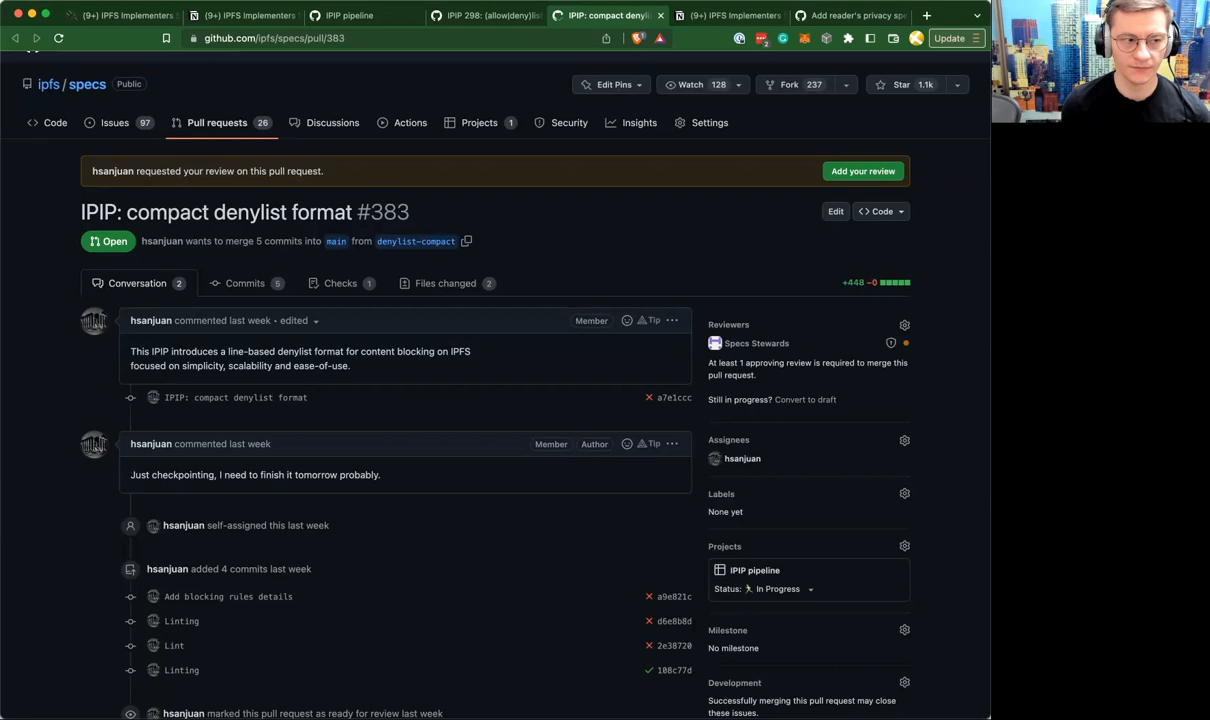 (9+) IPFS Implementers S
(9+) IPFS Implementers S
IPIP pipeline
IPIP 298: (allow|deny)list
IPIP: compact denylist
(9+) IPFS Implementers
Add reader's privacy spe
github.com/ipfs/specs/pull/383
Update
ipfs / specs Public
Edit Pins
Watch 128
Fork 237
Star 1.1k
Code
Issues 97
Pull requests 26
Discussions
Actions
Projects 1
Security
Insights
Settings
hsanjuan requested your review on this pull request.
Add your review
IPIP: compact denylist format #383
Edit
Code
Open
hsanjuan wants to merge 5 commits into main from denylist-compact
Conversation 2
Commits 5
Checks 1
Files changed 2
+448 −0
hsanjuan commented last week • edited
Member
Tip
This IPIP introduces a line-based denylist format for content blocking on IPFS
focused on simplicity, scalability and ease-of-use.
IPIP: compact denylist format
a7e1ccc
hsanjuan commented last week
Member
Author
Tip
Just checkpointing, I need to finish it tomorrow probably.
hsanjuan self-assigned this last week
hsanjuan added 4 commits last week
Add blocking rules details
a9e821c
Linting
d6e8b8d
Lint
2e38720
Linting
108c77d
hsanjuan marked this pull request as ready for review last week
Reviewers
Specs Stewards
At least 1 approving review is required to merge this
pull request.
Still in progress? Convert to draft
Assignees
hsanjuan
Labels
None yet
Projects
IPIP pipeline
Status: In Progress
Milestone
No milestone
Development
Successfully merging this pull request may close
these issues.